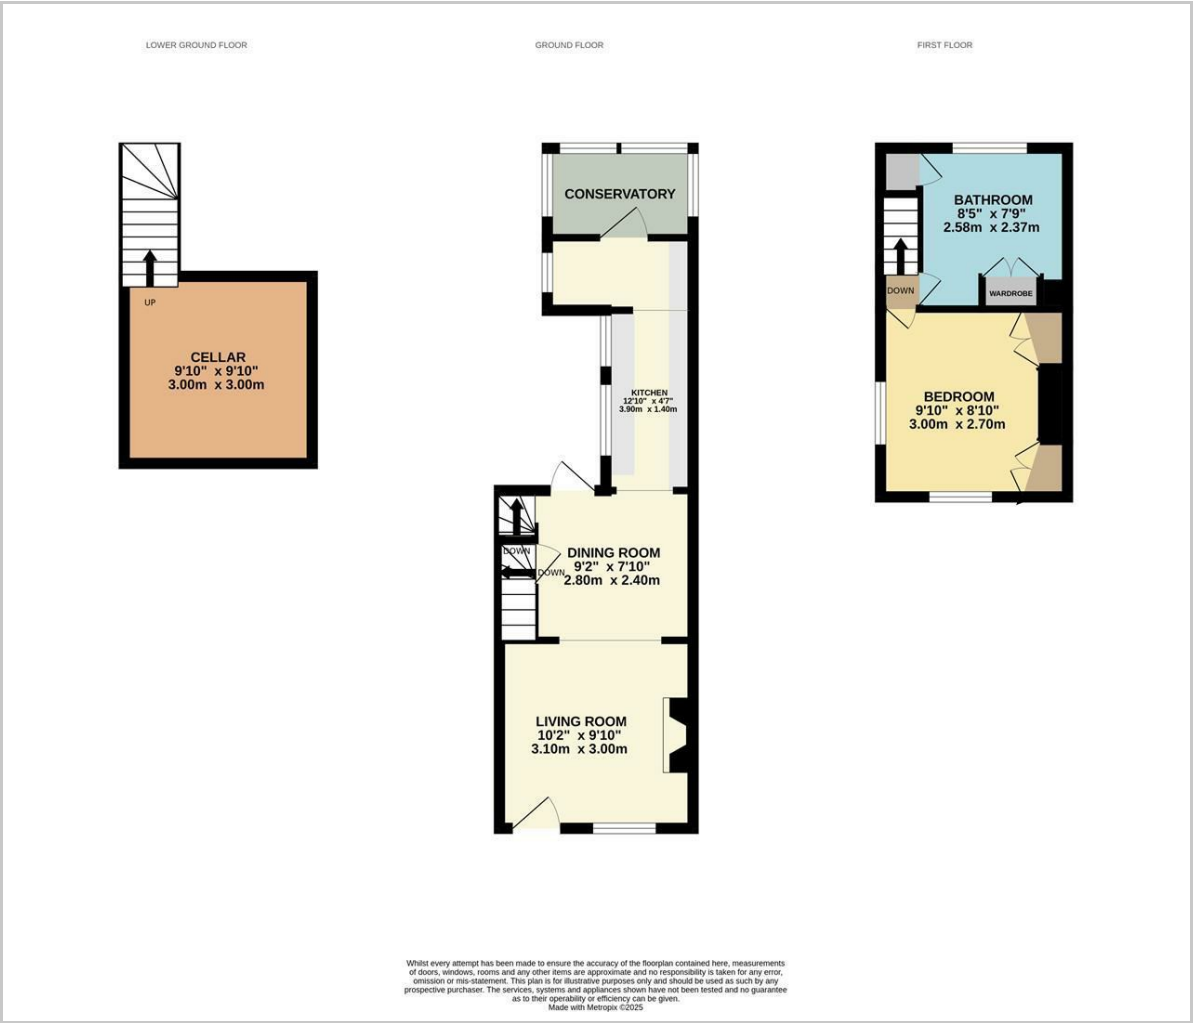 LOWER GROUND FLOOR
GROUND FLOOR
FIRST FLOOR
UP
CELLAR
9'10" x 9'10"
3.00m x 3.00m
CONSERVATORY
KITCHEN
12'10" x 4'7"
3.90m x 1.40m
DOWN
DOWN
DINING ROOM
9'2" x 7'10"
2.80m x 2.40m
LIVING ROOM
10'2" x 9'10"
3.10m x 3.00m
BATHROOM
8'5" x 7'9"
2.58m x 2.37m
DOWN
WARDROBE
BEDROOM
9'10" x 8'10"
3.00m x 2.70m
Whilst every attempt has been made to ensure the accuracy of the floorplan contained here, measurements
of doors, windows, rooms and any other items are approximate and no responsibility is taken for any error,
omission or mis-statement. This plan is for illustrative purposes only and should be used as such by any
prospective purchaser. The services, systems and appliances shown have not been tested and no guarantee
as to their operability or efficiency can be given.
Made with Metropix ©2025